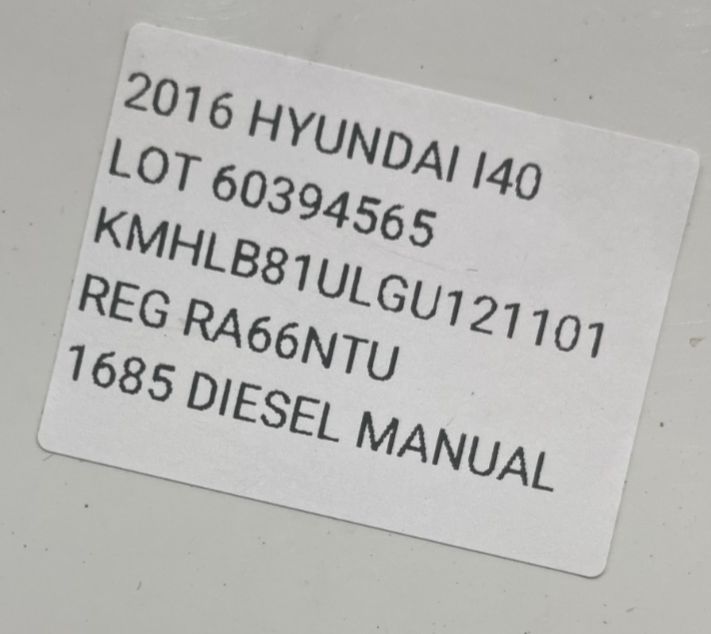 2016 HYUNDAI I40
LOT 60394565
KMHLB81ULGU121101
REG RA66NTU
1685 DIESEL MANUAL